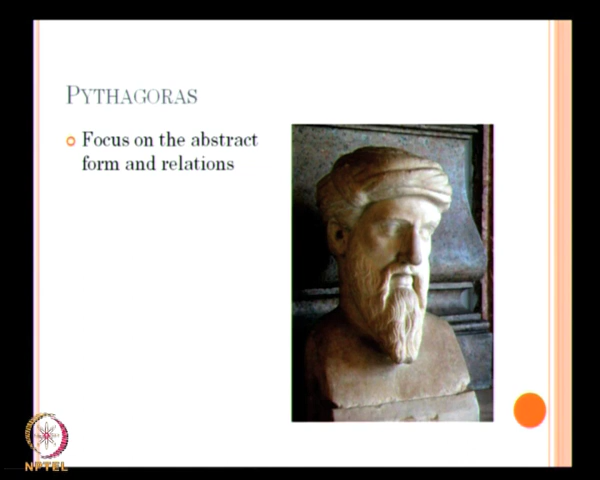 PYTHAGORAS
Focus on the abstract
form and relations
NPTEL